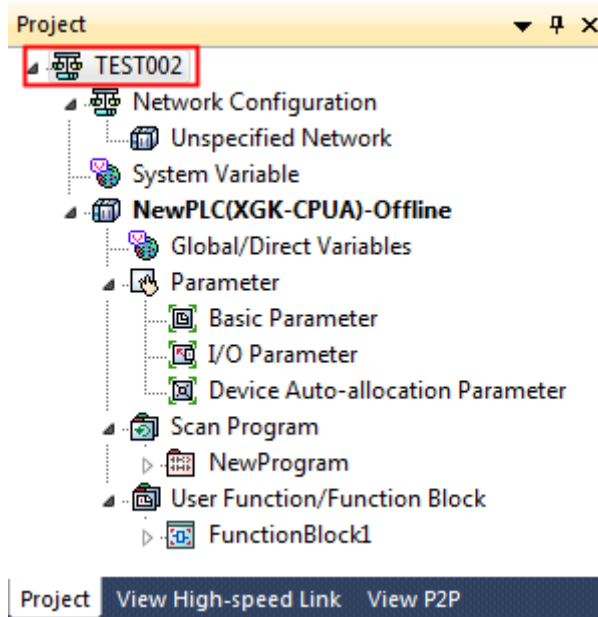 Project
TEST002
Network Configuration
Unspecified Network
System Variable
NewPLC(XGK-CPUA)-Offline
Global/Direct Variables
Parameter
Basic Parameter
I/O Parameter
Device Auto-allocation Parameter
Scan Program
NewProgram
User Function/Function Block
FunctionBlock1
Project View High-speed Link View P2P